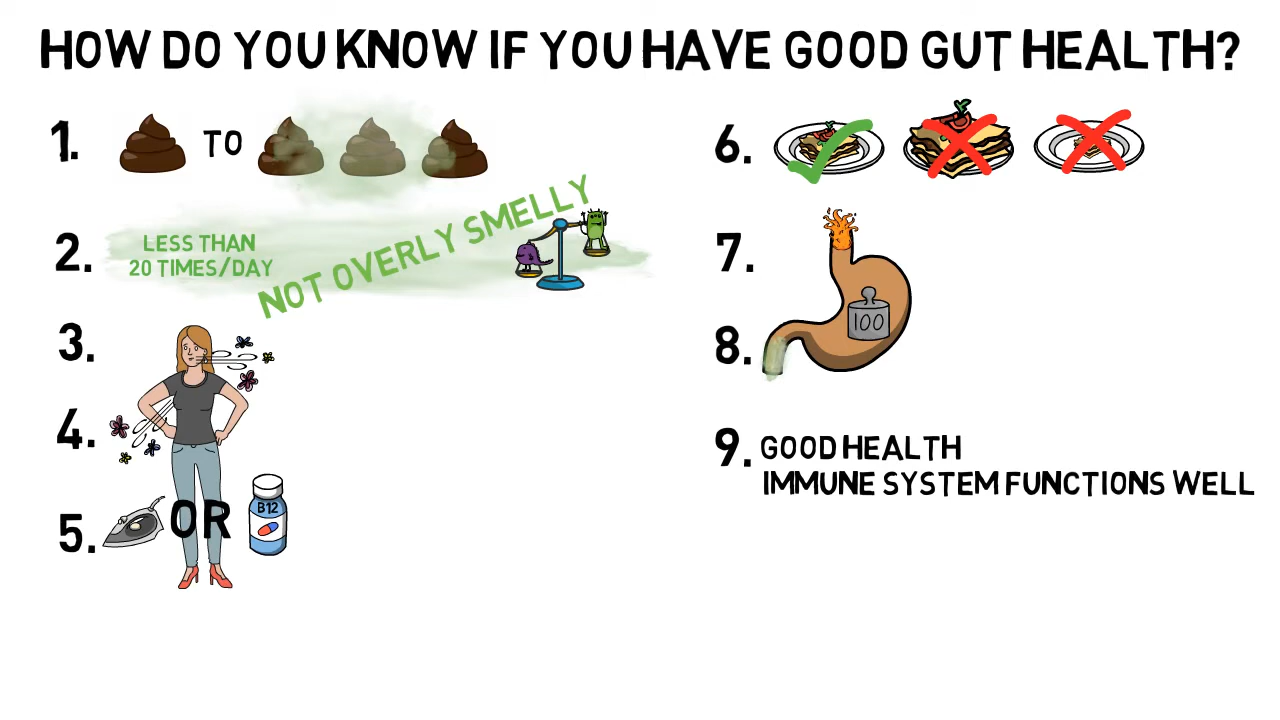 HOW DO YOU KNOW IF YOU HAVE GOOD GUT HEALTH?
1. TO
2. LESS THAN
20 TIMES/DAY
NOT OVERLY SMELLY
3.
4.
5. OR B12
6.
7.
100
8.
9. GOOD HEALTH
IMMUNE SYSTEM FUNCTIONS WELL